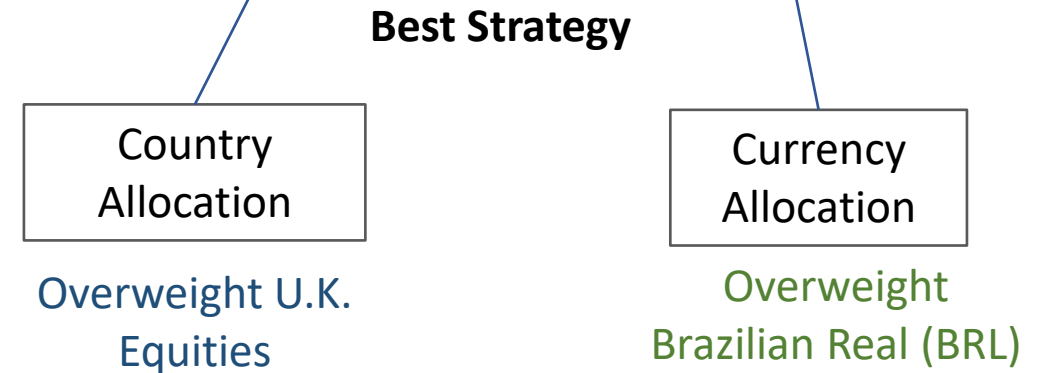 Best Strategy
Country
Allocation
Currency
Allocation
Overweight U.K.
Equities
Overweight
Brazilian Real (BRL)